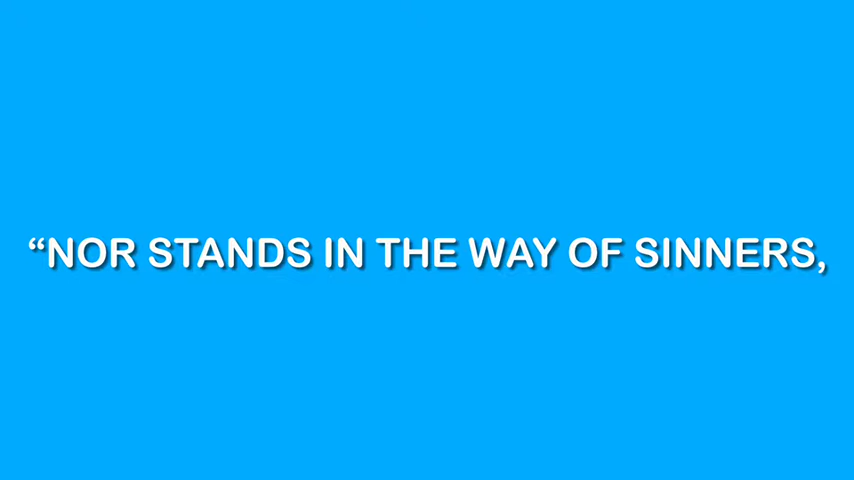 “NOR STANDS IN THE WAY OF SINNERS,